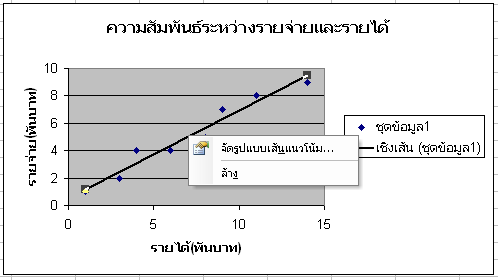 ความสัมพันธ์ระหว่างรายจ่ายและรายได้
รายจ่าย(พันบาท)
10
8
6
4
2
0
0 5 10 15
รายได้(พันบาท)
ชุดข้อมูล1
เชิงเส้น (ชุดข้อมูล1)
จัดรูปแบบเส้นแนวโน้ม...
ล้าง